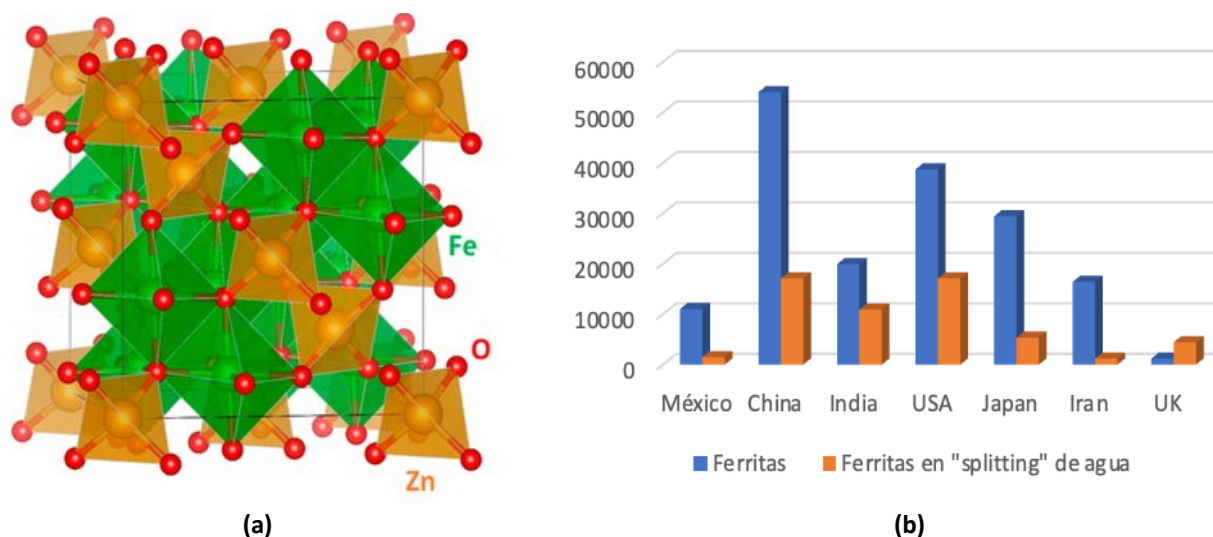 Fe
O
Zn
(a)
60000
50000
40000
30000
20000
10000
0
México China India USA Japan Iran UK
Ferritas Ferritas en "splitting" de agua
(b)